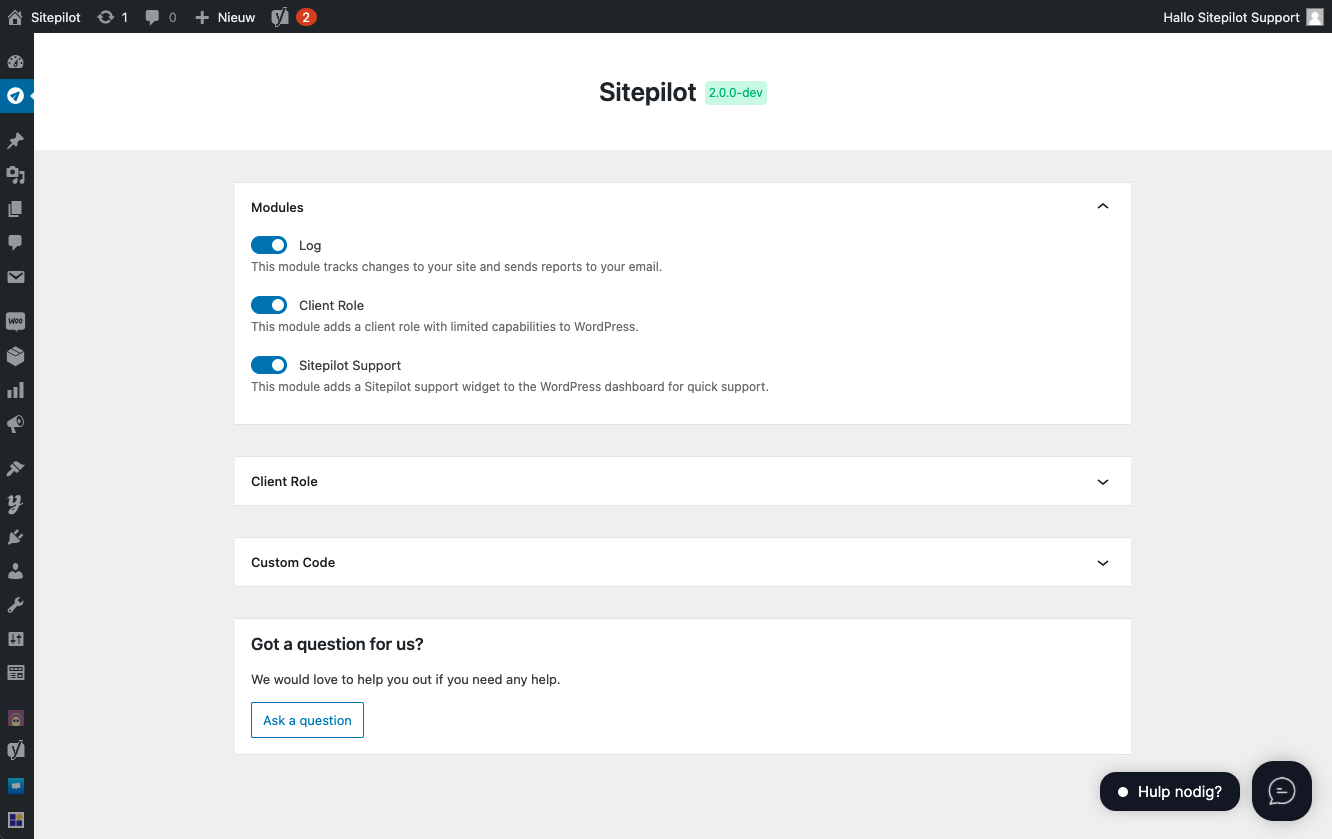 Sitepilot 1 0 Nieuw 2 Hallo Sitepilot Support
Sitepilot 2.0.0-dev
Modules
Log
This module tracks changes to your site and sends reports to your email.
Client Role
This module adds a client role with limited capabilities to WordPress.
Sitepilot Support
This module adds a Sitepilot support widget to the WordPress dashboard for quick support.
Woo
Client Role
Custom Code
Got a question for us?
We would love to help you out if you need any help.
Ask a question
Hulp nodig?